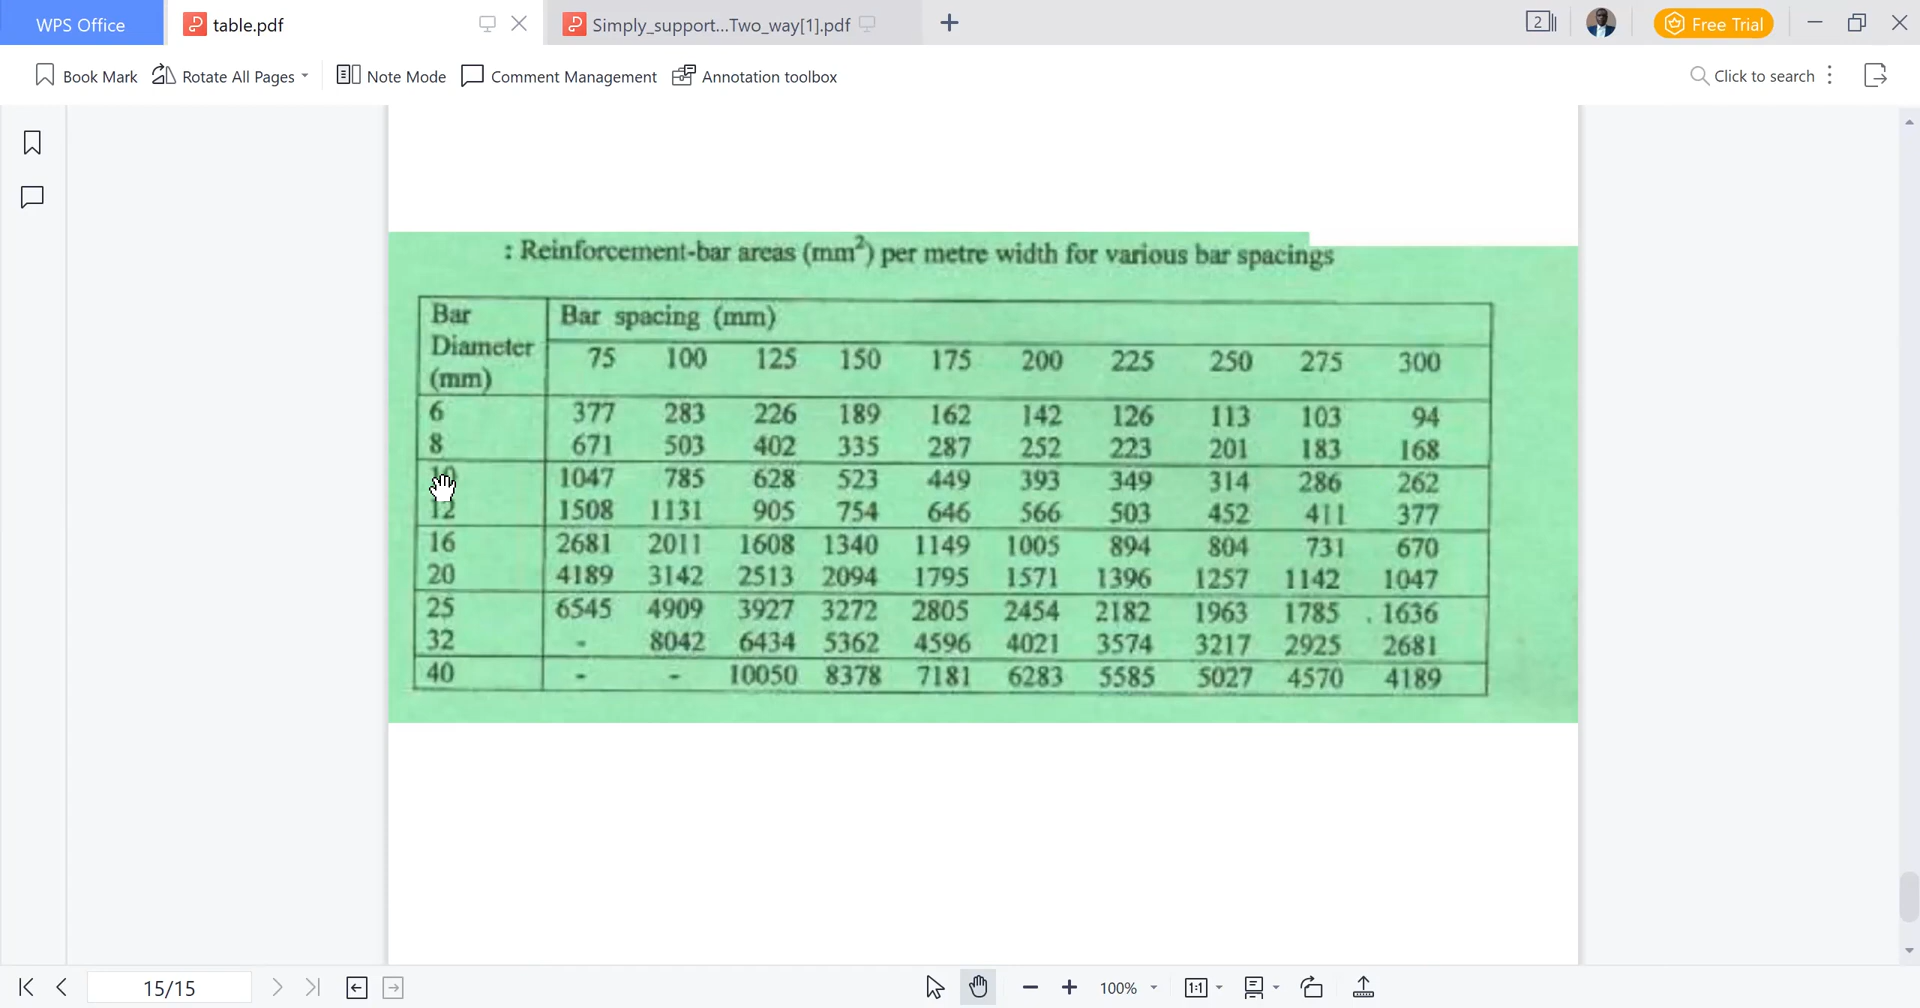 WPS Office
table.pdf
Simply_support...Two_way[1].pdf
2
Free Trial
Book Mark
Rotate All Pages
Note Mode
Comment Management
Annotation toolbox
Click to search
: Reinforcement-bar areas (mm²) per metre width for various bar spacings
Bar Diameter (mm)
Bar spacing (mm)
75 100 125 150 175 200 225 250 275 300
6 377 283 226 189 162 142 126 113 103 94
8 671 503 402 335 287 252 223 201 183 168
10 1047 785 628 523 449 393 349 314 286 262
12 1508 1131 905 754 646 566 503 452 411 377
16 2681 2011 1608 1340 1149 1005 894 804 731 670
20 4189 3142 2513 2094 1795 1571 1396 1257 1142 1047
25 6545 4909 3927 3272 2805 2454 2182 1963 1785 1636
32 - 8042 6434 5362 4596 4021 3574 3217 2925 2681
40 - - 10050 8378 7181 6283 5585 5027 4570 4189
15/15
100%
1:1